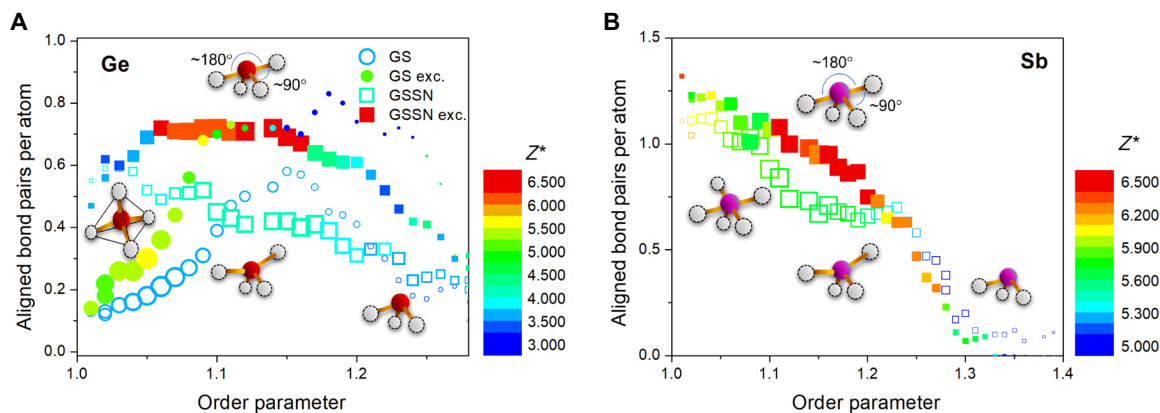 A
Aligned bond pairs per atom
1.0
0.8
0.6
0.4
0.2
0.0
Ge
~180°
~90°
GS
GS exc.
GSSN
GSSN exc.
1.0 1.1 1.2
Order parameter
Z*
6.500
6.000
5.500
5.000
4.500
4.000
3.500
3.000
B
Aligned bond pairs per atom
1.5
1.0
0.5
0.0
Sb
~180°
~90°
1.0 1.1 1.2 1.3 1.4
Order parameter
Z*
6.500
6.200
5.900
5.600
5.300
5.000